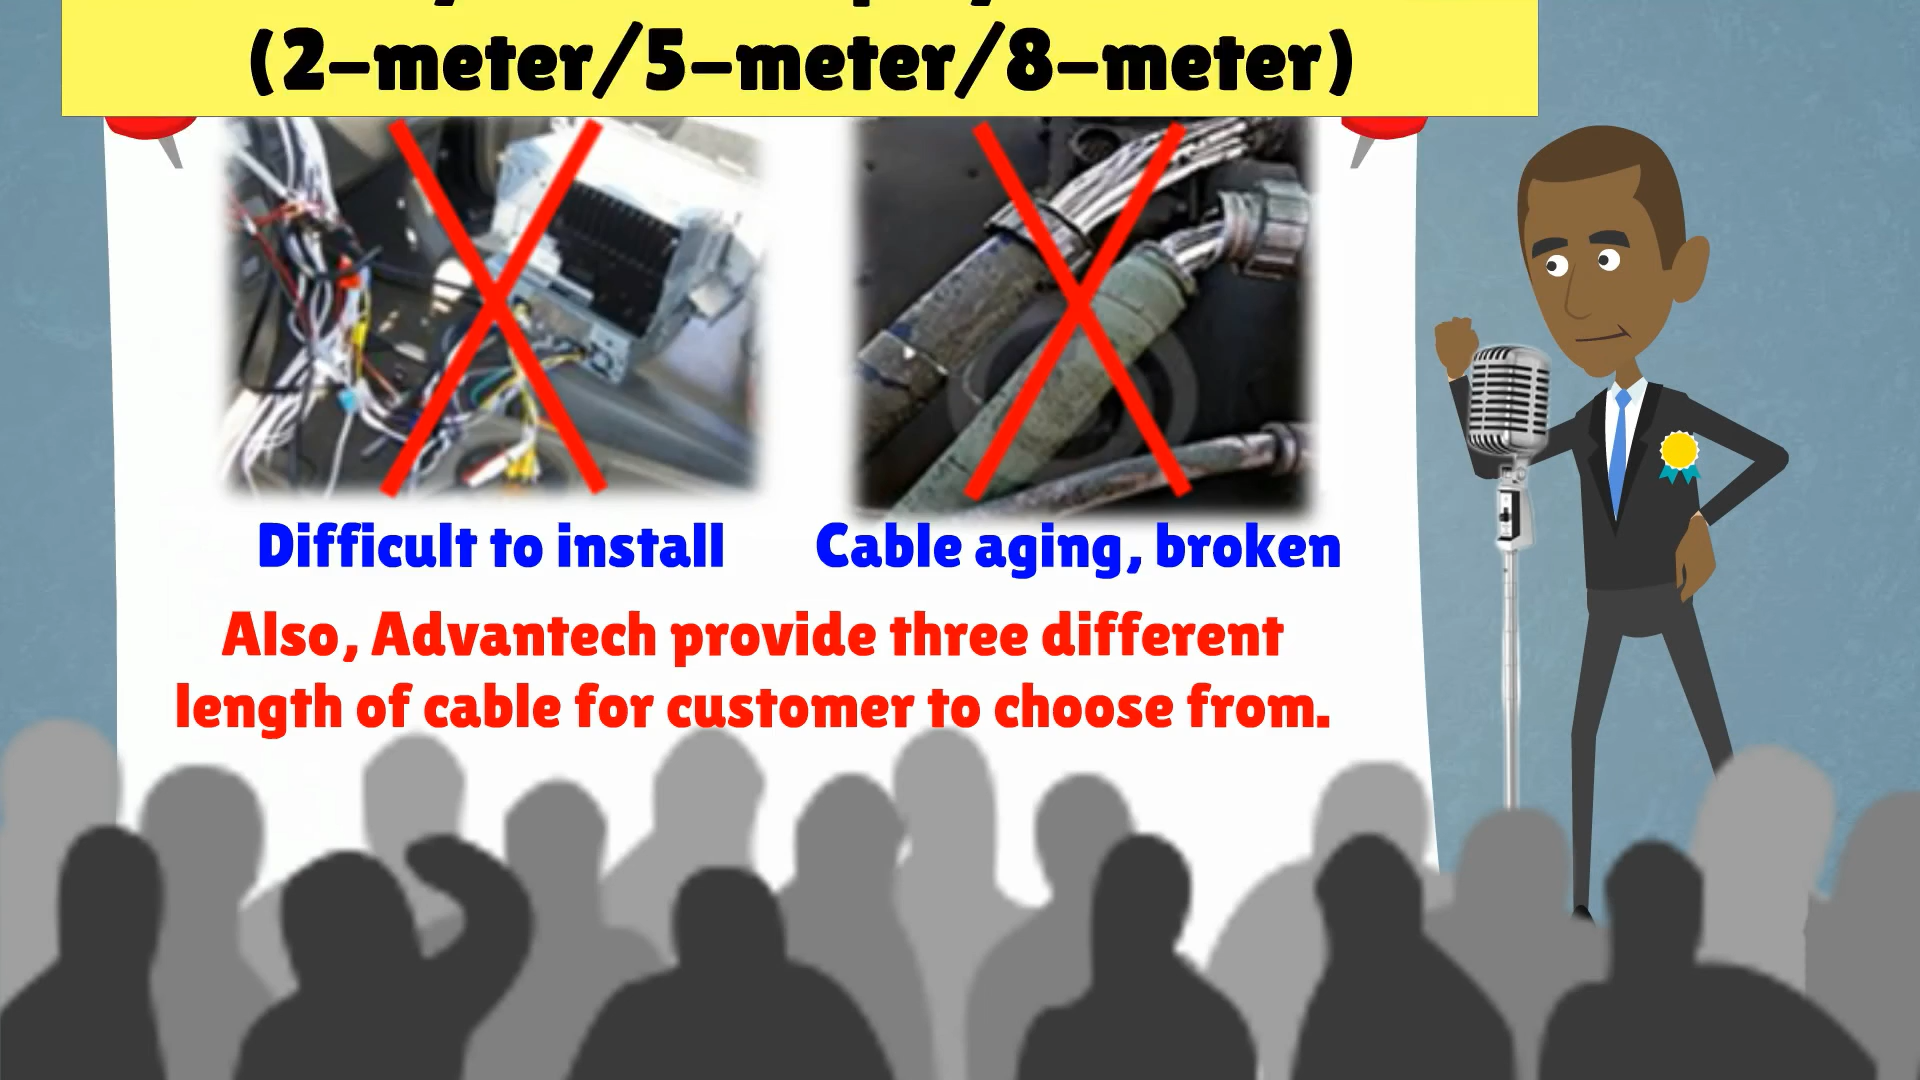 (2-meter/5-meter/8-meter)
Difficult to install
Cable aging, broken
Also, Advantech provide three different
length of cable for customer to choose from.